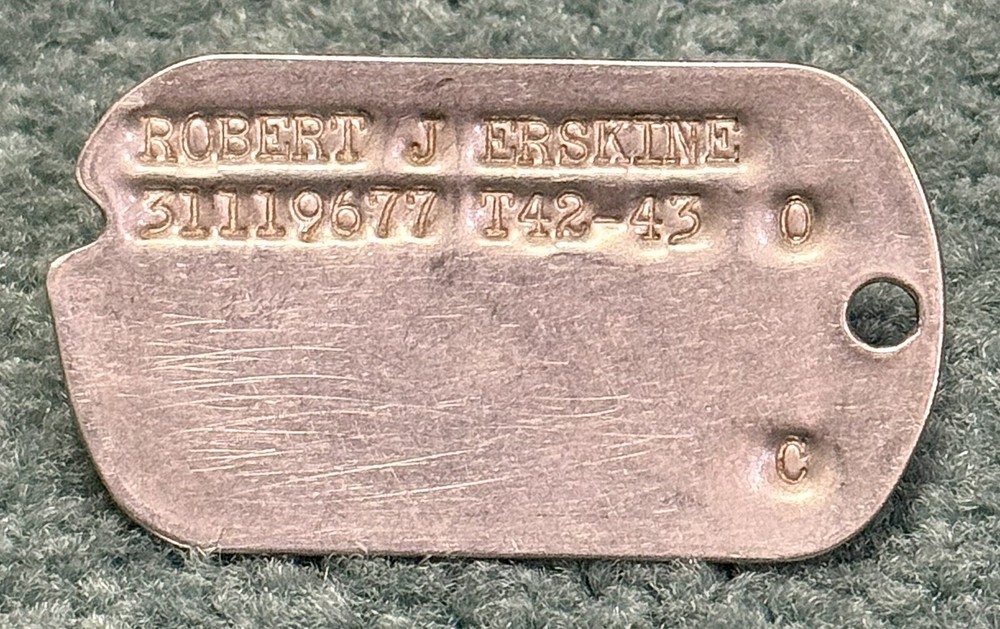 ROBERT J ERSKINE
31119677 T42-43 O
C